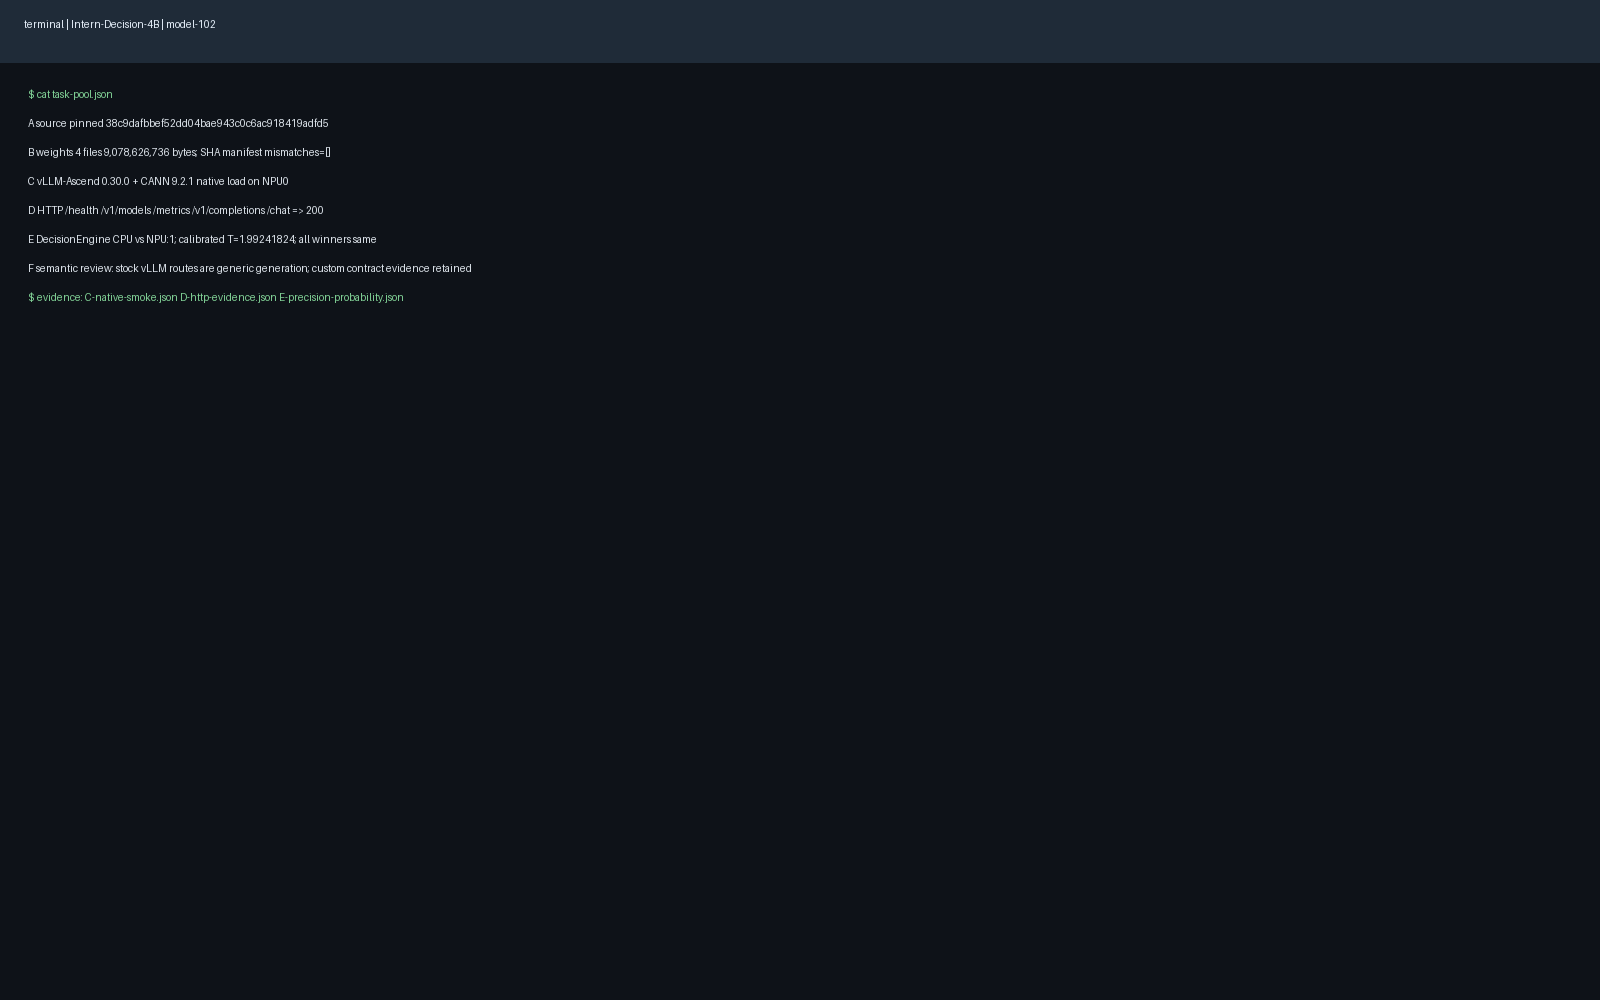 terminal | Intern-Decision-4B | model-102
$ cat task-pool.json
A source pinned 38c9dafbbef52dd04bae943c0c6ac918419adfd5
B weights 4 files 9,078,626,736 bytes; SHA manifest mismatches=[]
C vLLM-Ascend 0.30.0 + CANN 9.2.1 native load on NPU0
D HTTP /health /v1/models /metrics /v1/completions /chat => 200
E DecisionEngine CPU vs NPU:1; calibrated T=1.99241824; all winners same
F semantic review: stock vLLM routes are generic generation; custom contract evidence retained
$ evidence: C-native-smoke.json D-http-evidence.json E-precision-probability.json